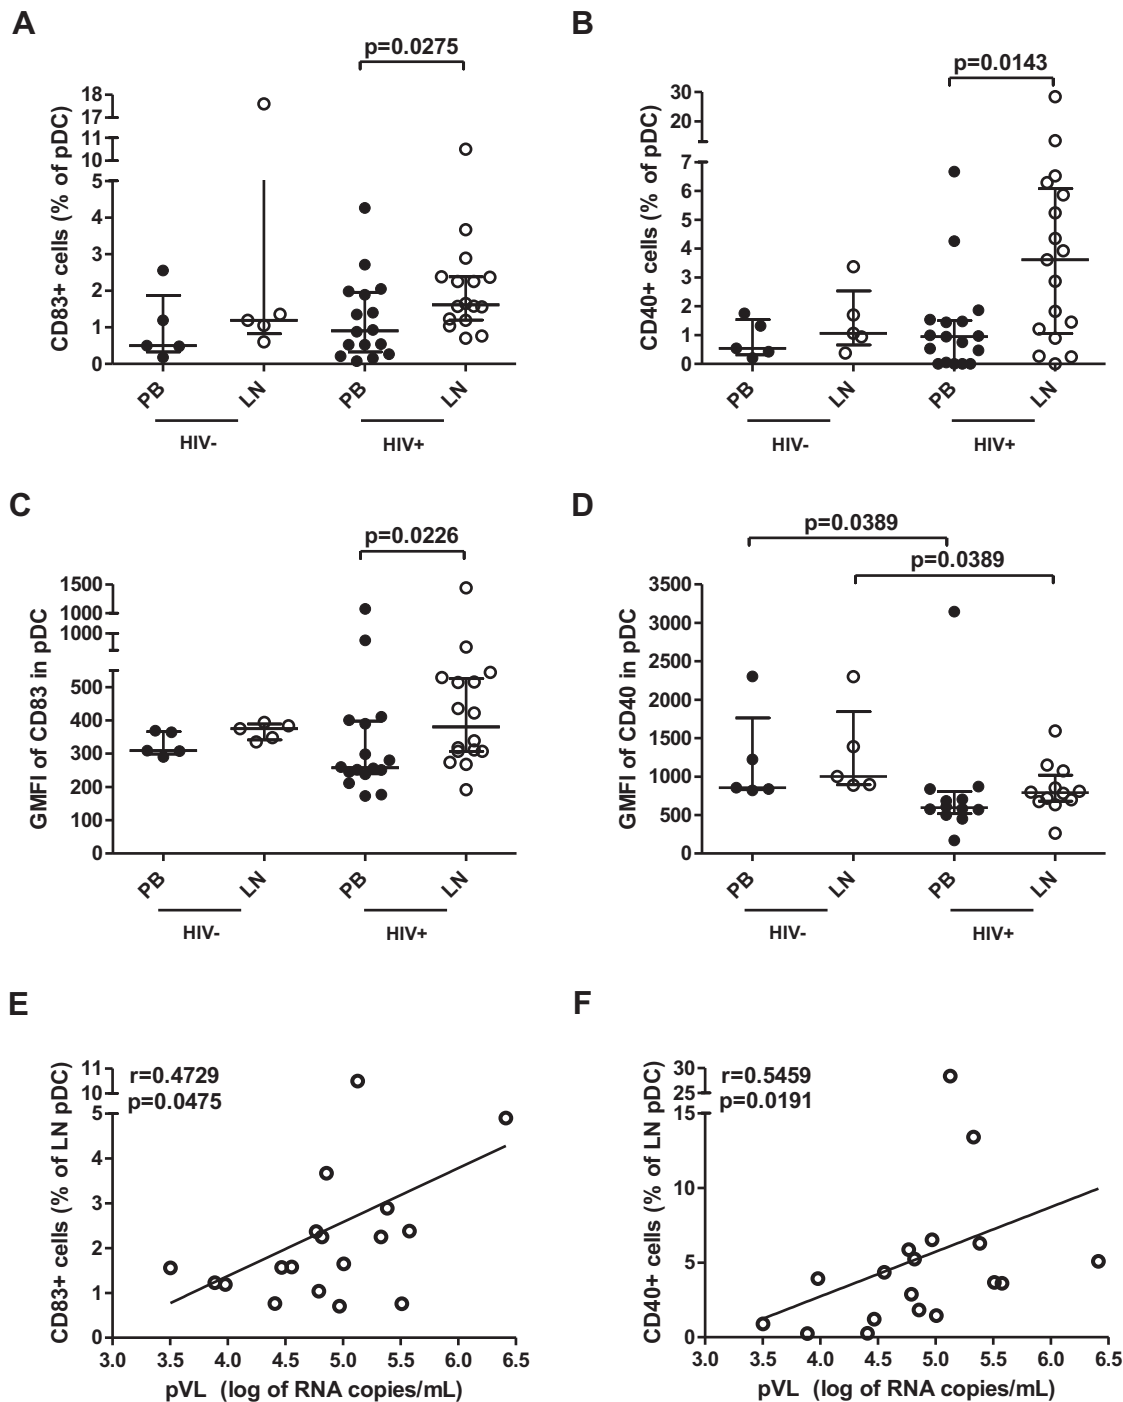 A
p=0.0275
CD83+ cells (% of pDC)
18
17
11
10
5
4
3
2
1
0
PB
LN
PB
LN
HIV-
HIV+
B
p=0.0143
CD40+ cells (% of pDC)
30
20
7
6
5
4
3
2
1
0
PB
LN
PB
LN
HIV-
HIV+
C
p=0.0226
GMFI of CD83 in pDC
1500
1000
1000
500
400
300
200
100
0
PB
LN
PB
LN
HIV-
HIV+
D
p=0.0389
p=0.0389
GMFI of CD40 in pDC
3500
3000
2500
2000
1500
1000
500
0
PB
LN
PB
LN
HIV-
HIV+
E
r=0.4729
p=0.0475
CD83+ cells (% of LN pDC)
11
10
5
4
3
2
1
0
3.0 3.5 4.0 4.5 5.0 5.5 6.0 6.5
pVL (log of RNA copies/mL)
F
r=0.5459
p=0.0191
CD40+ cells (% of LN pDC)
30
25
15
10
5
0
3.0 3.5 4.0 4.5 5.0 5.5 6.0 6.5
pVL (log of RNA copies/mL)